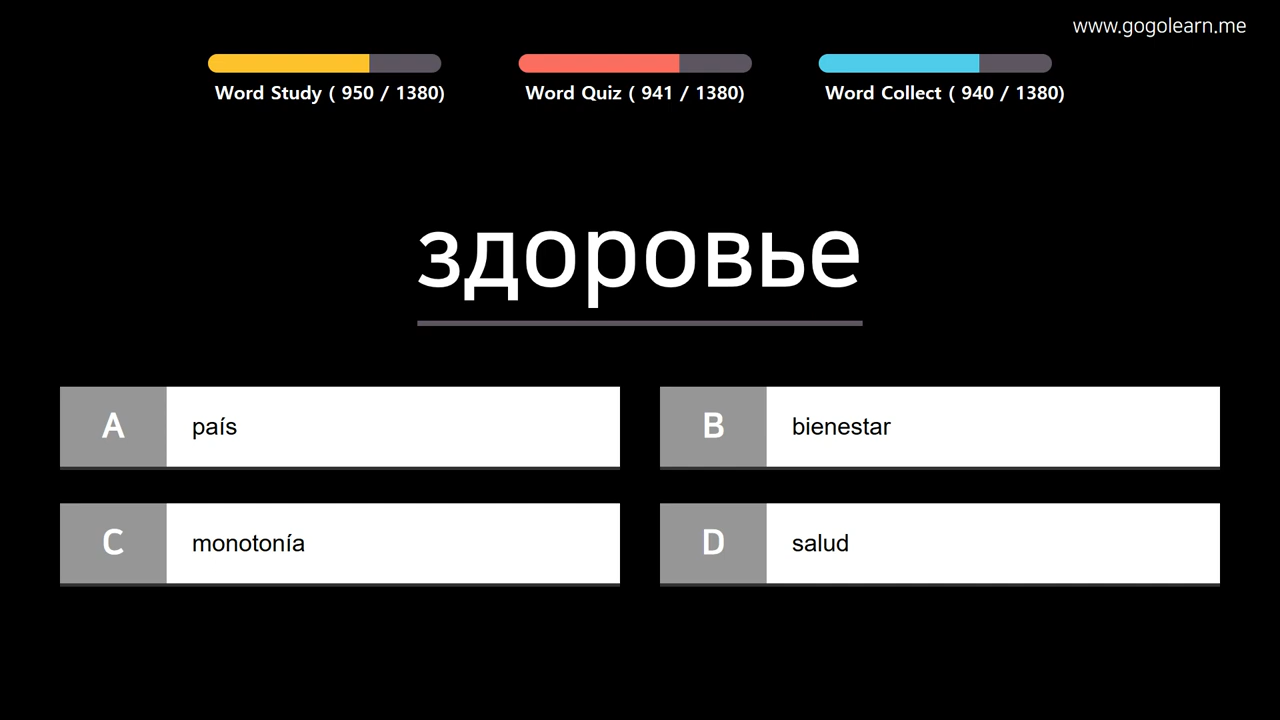 www.gogolearn.me
Word Study ( 950 / 1380)
Word Quiz ( 941 / 1380)
Word Collect ( 940 / 1380)
здоровье
A país
B bienestar
C monotonía
D salud